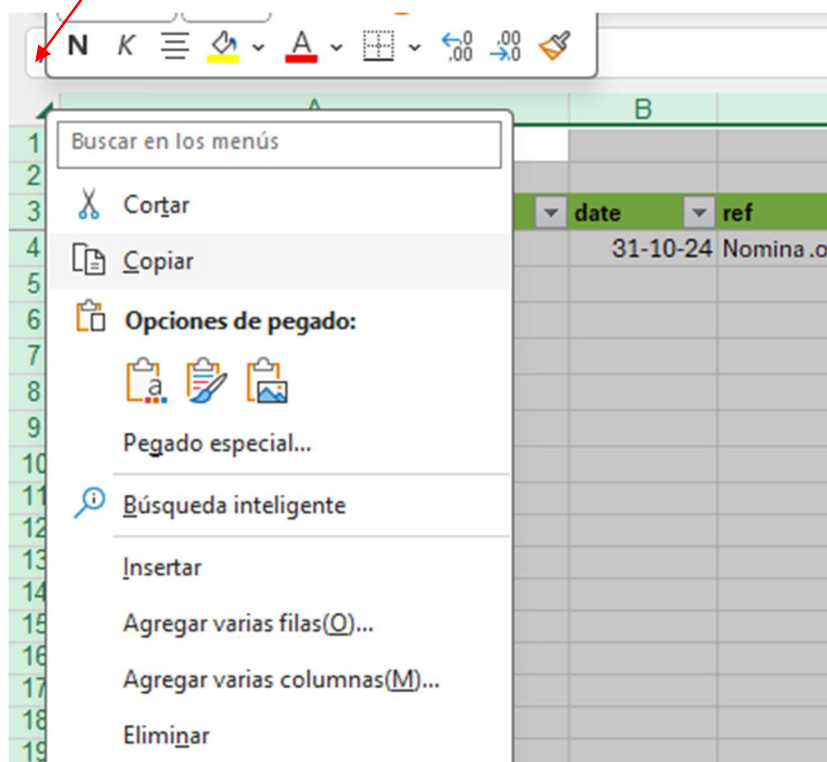 N K A ,00 ,00
→,0
A B
1 Buscar en los menús
2
3 Cortar date ref
4 Copiar 31-10-24 Nomina .o
5
6 Opciones de pegado:
7
8 a
9 Pegado especial...
10
11 Búsqueda inteligente
12
13 Insertar
14
15 Agregar varias filas(O)...
16
17 Agregar varias columnas(M)...
18 Eliminar
19